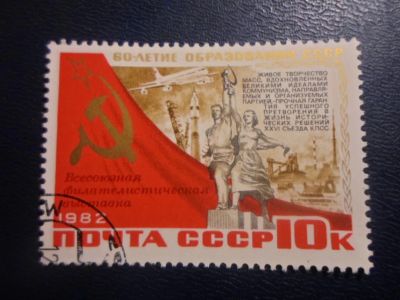 60-ЛЕТИЕ ОБРАЗОВАНИЯ СССР
ЖИВОЕ ТВОРЧЕСТВО
МАСС, ВДОХНОВЛЕННЫХ
ВЕЛИКИМИ ИДЕАЛАМИ
КОММУНИЗМА, НАПРАВЛЯ-
ЕМЫХ И ОРГАНИЗУЕМЫХ
ПАРТИЕЙ,-ПРОЧНАЯ ГАРАН-
ТИЯ УСПЕШНОГО
ПРЕТВОРЕНИЯ В
ЖИЗНЬ ИСТОРИ-
ЧЕСКИХ РЕШЕНИЙ
XXVI СЪЕЗДА КПСС
Всесоюзная
филателистическая
выставка
1982
ПОЧТА СССР 10к